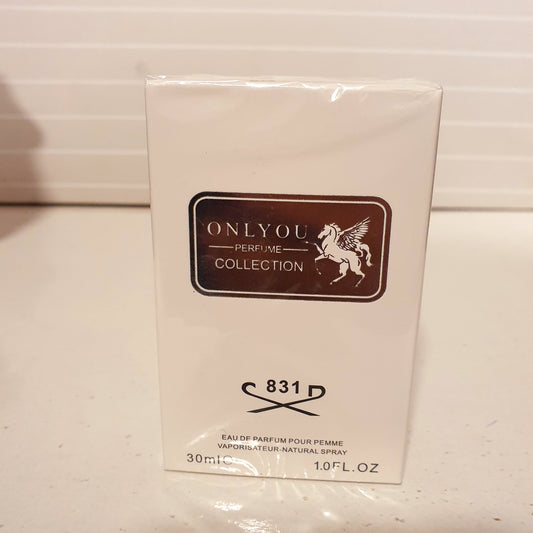 ONLYOU
PERFUME
COLLECTION
831
EAU DE PARFUM POUR PEMME
VAPORISATEUR-NATURAL SPRAY
30ml 1.0FL.OZ